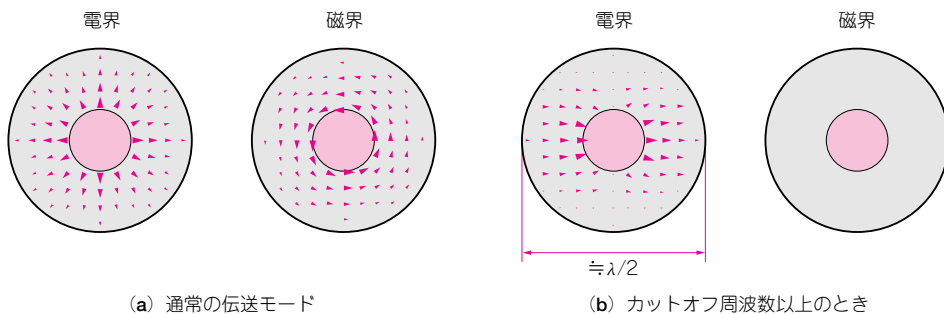 電界
磁界
電界
磁界
≒λ/2
(a) 通常の伝送モード
(b) カットオフ周波数以上のとき